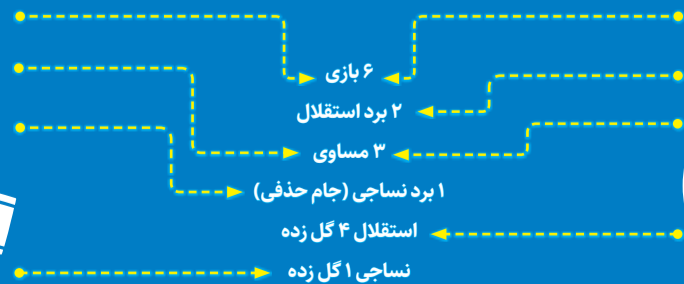 ۶ بازی
۲ برد استقلال
۳ مساوی
۱ برد نساجی (جام حذفی)
استقلال ۴ گل زده
نساجی ۱ گل زده